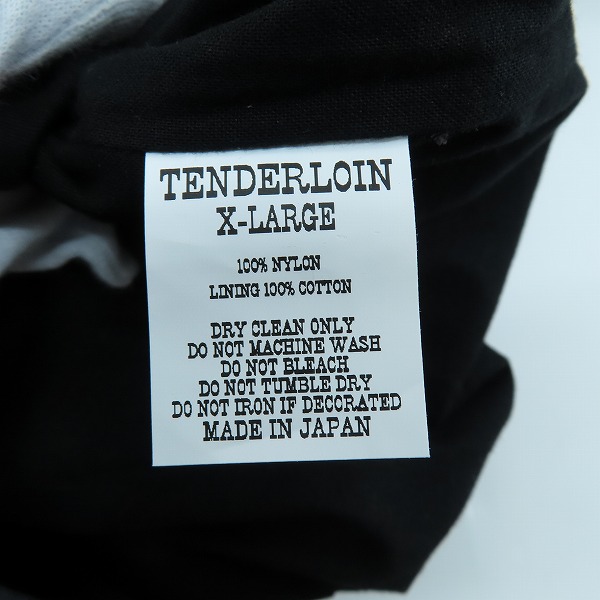 TENDERLOIN
X-LARGE
100% NYLON
LINING 100% COTTON
DRY CLEAN ONLY
DO NOT MACHINE WASH
DO NOT BLEACH
DO NOT TUMBLE DRY
DO NOT IRON IF DECORATED
MADE IN JAPAN